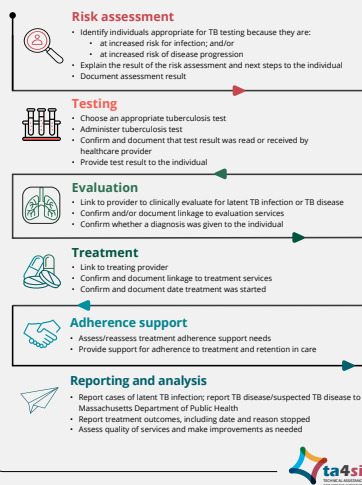 Risk assessment
• Identify individuals appropriate for TB testing because they are:
• at increased risk for infection; and/or
• at increased risk of disease progression
• Explain the result of the risk assessment and next steps to the individual
• Document assessment result
Testing
• Choose an appropriate tuberculosis test
• Administer tuberculosis test
• Confirm and document that test result was read or received by
healthcare provider
• Provide test result to the individual
Evaluation
• Link to provider to clinically evaluate for latent TB infection or TB disease
• Confirm and/or document linkage to evaluation services
• Confirm whether a diagnosis was given to the individual
Treatment
• Link to treating provider
• Confirm and document linkage to treatment services
• Confirm and document date treatment was started
Adherence support
• Assess/reassess treatment adherence support needs
• Provide support for adherence to treatment and retention in care
Reporting and analysis
• Report cases of latent TB infection; report TB disease/suspected TB disease to
Massachusetts Department of Public Health
• Report treatment outcomes, including date and reason stopped
• Assess quality of services and make improvements as needed
ta4si